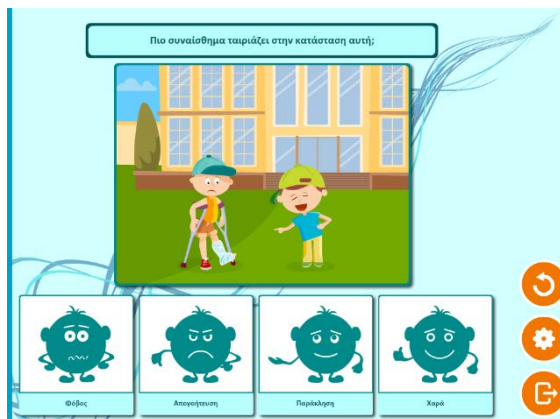 Πιο συναίσθημα ταιριάζει στην κατάσταση αυτή;
Φόβος
Απογοήτευση
Παράκληση
Χαρά